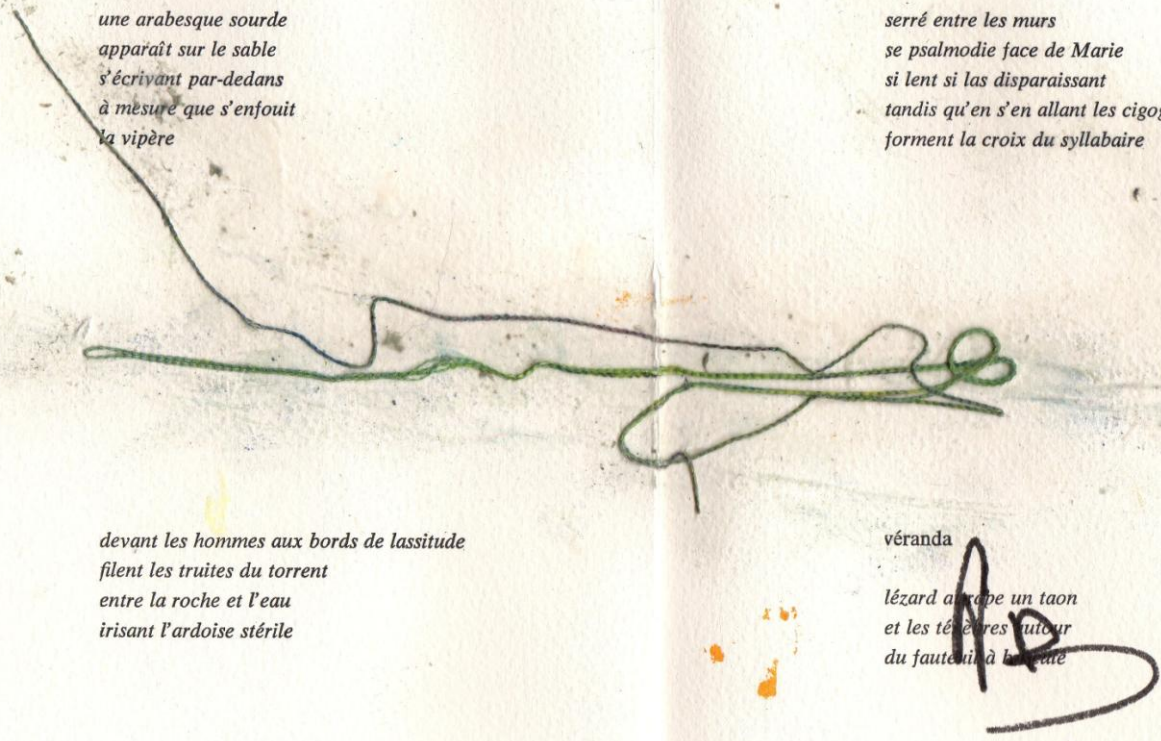 une arabesque sourde
apparaît sur le sable
s'écrivant par-dedans
à mesure que s'enfouit
la vipère
serré entre les murs
se psalmodie face de Marie
si lent si las disparaissant
tandis qu'en s'en allant les
forment la croix du syllabaire
devant les hommes aux bords de lassitude
filent les truites du torrent
entre la roche et l'eau
irisant l'ardoise stérile
véranda
lézard un taon
et les ténèbres autour
du fauteuil à